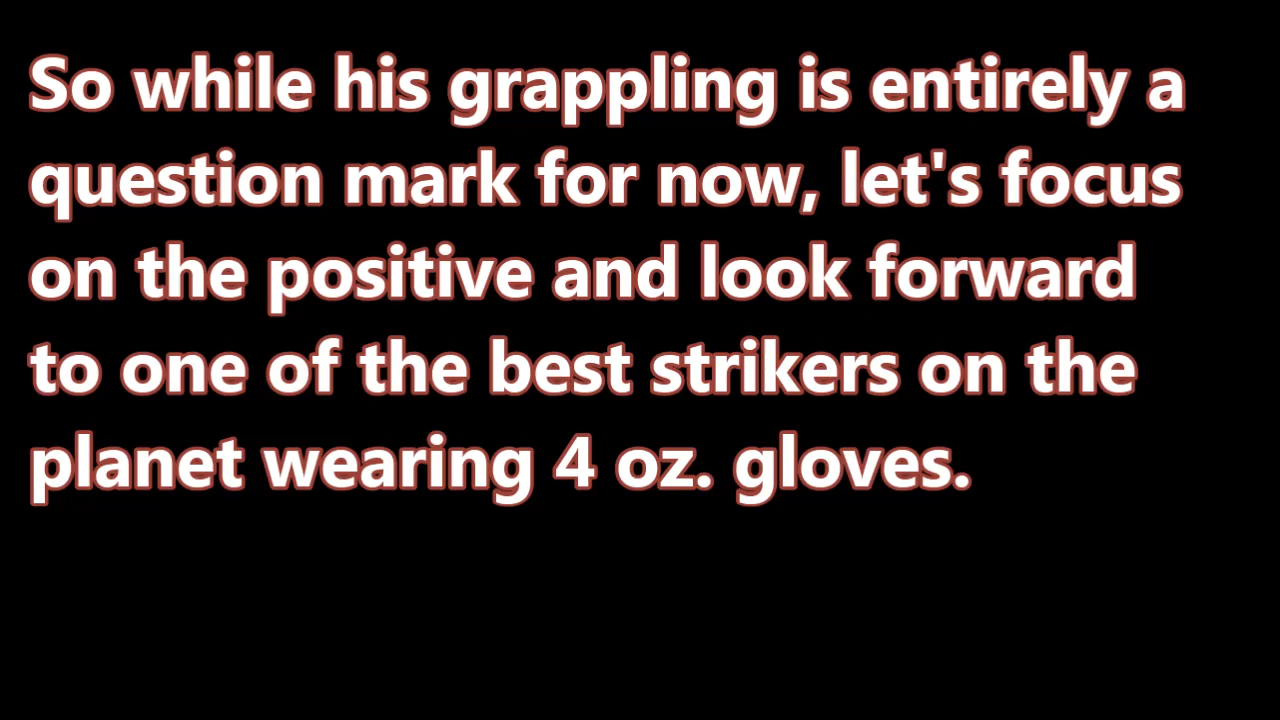 So while his grappling is entirely a
question mark for now, let's focus
on the positive and look forward
to one of the best strikers on the
planet wearing 4 oz. gloves.